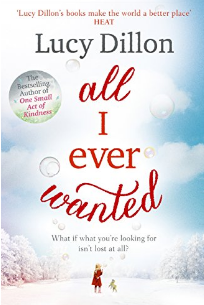 'Lucy Dillon's books make the world a better place'
HEAT
Lucy Dillon
The
Bestselling
Author of
One Small
Act of
Kindness
all
I
ever
wanted
What if what you're looking for
isn't lost at all?